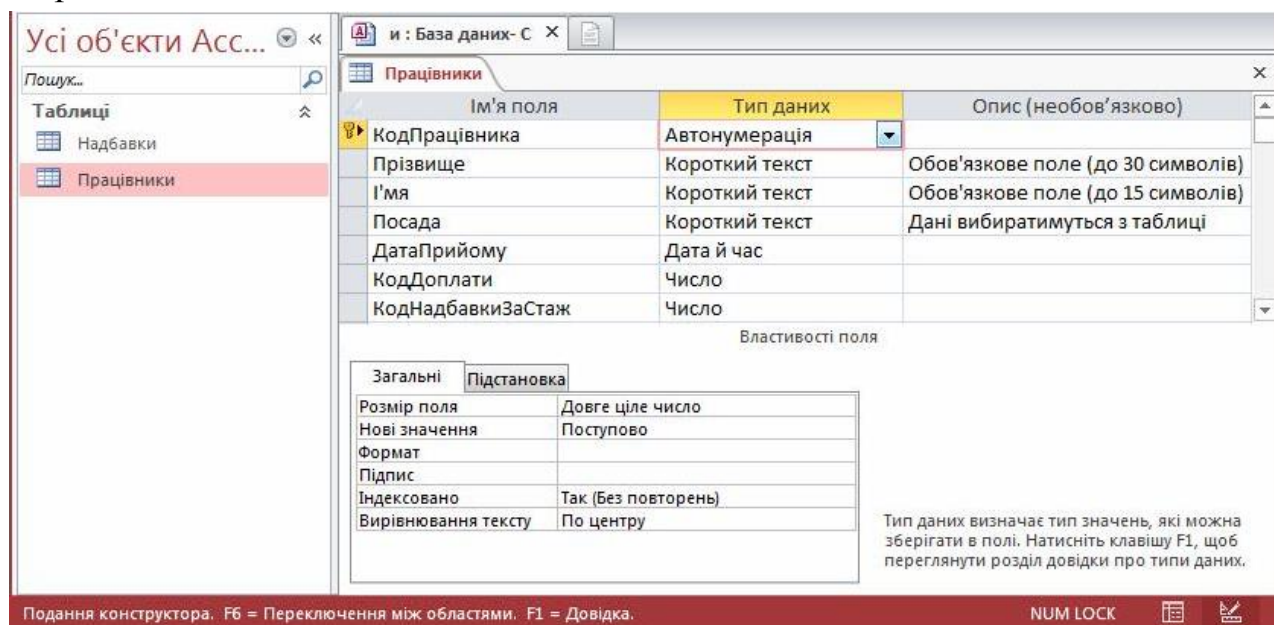 Усі об'єкти Acc...
Пошук...
Таблиці
Надбавки
Працівники
и : База даних- С
Працівники
Ім'я поля Тип даних Опис (необов’язково)
КодПрацівника Автонумерація
Прізвище Короткий текст Обов'язкове поле (до 30 символів)
І'мя Короткий текст Обов'язкове поле (до 15 символів)
Посада Короткий текст Дані вибиратимуться з таблиці
ДатаПрийому Дата й час
КодДоплати Число
КодНадбавкиЗаСтаж Число
Властивості поля
Загальні Підстановка
Розмір поля Довге ціле число
Нові значення Поступово
Формат
Підпис
Індексовано Так (Без повторень)
Вирівнювання тексту По центру
Тип даних визначає тип значень, які можна
зберігати в полі. Натисніть клавішу F1, щоб
переглянути розділ довідки про типи даних.
Подання конструктора. F6 = Переключення між областями. F1 = Довідка. NUM LOCK